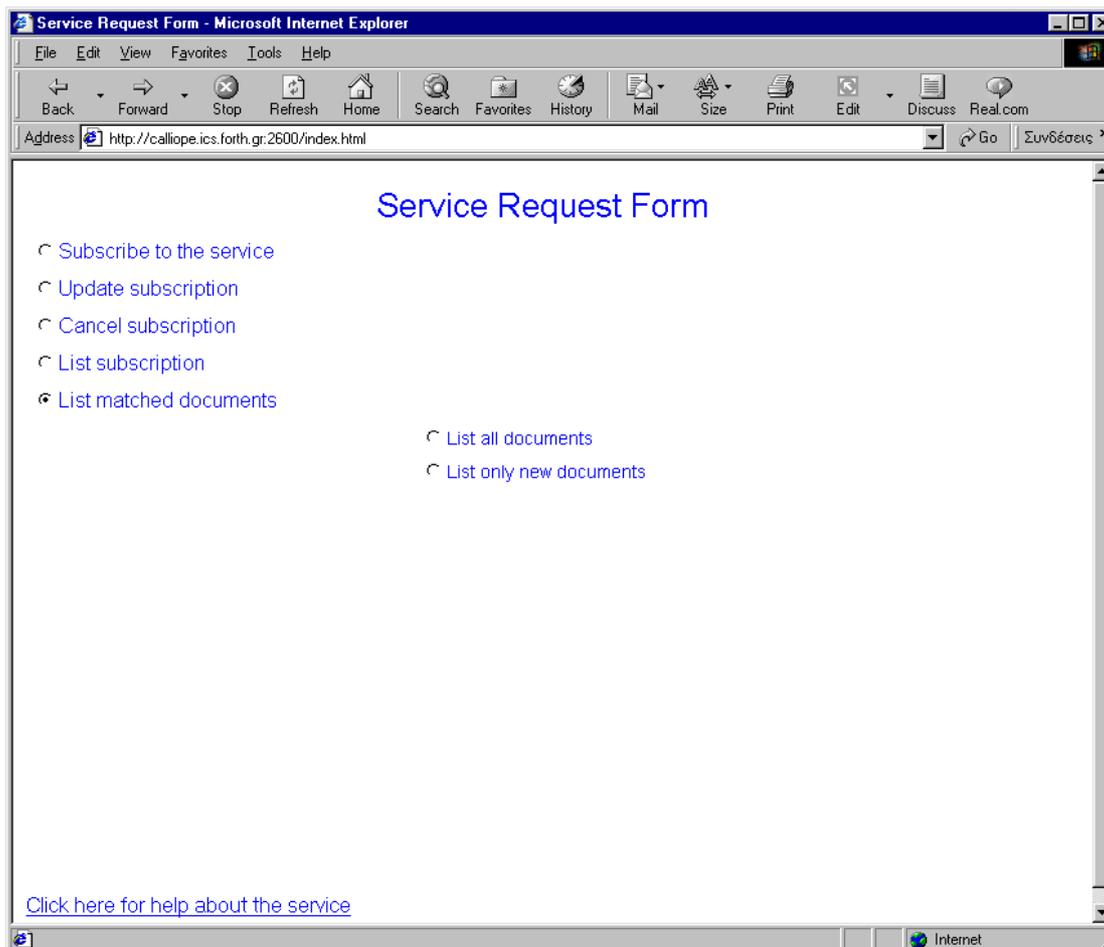 Service Request Form - Microsoft Internet Explorer
File Edit View Favorites Tools Help
Back Forward Stop Refresh Home Search Favorites History Mail Size Print Edit Discuss Real.com
Address http://calliope.ics.forth.gr:2600/index.html Go Συνδέσεις
Service Request Form
Subscribe to the service
Update subscription
Cancel subscription
List subscription
List matched documents
List all documents
List only new documents
Click here for help about the service
Internet